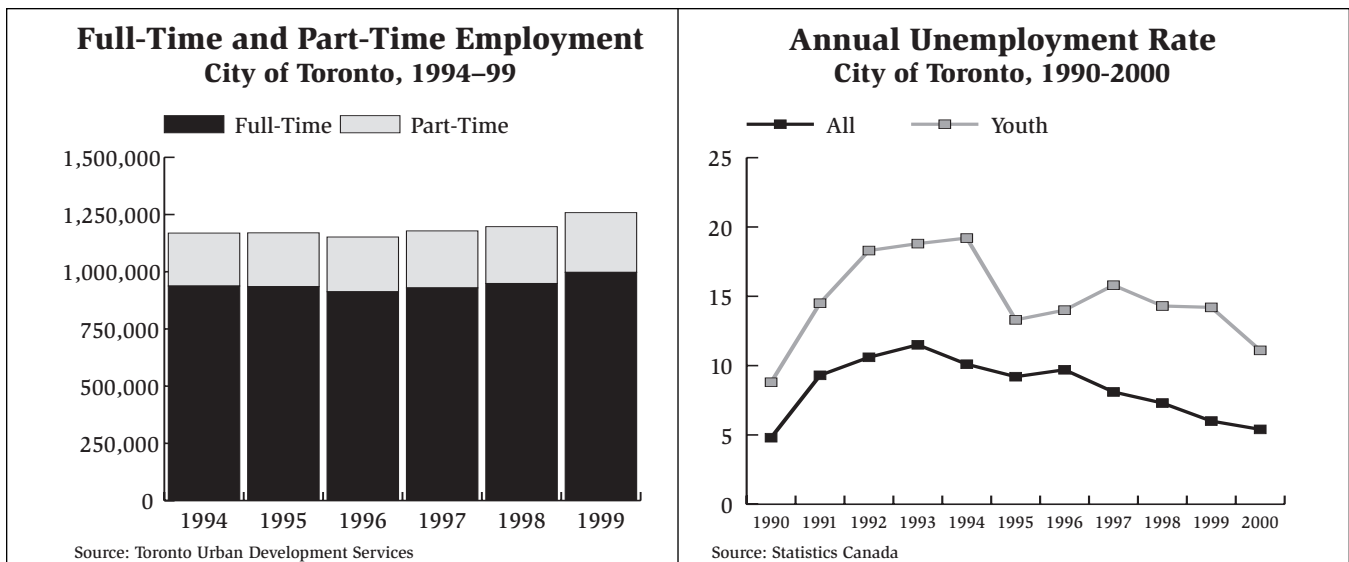 Full-Time and Part-Time Employment
City of Toronto, 1994–99
Full-Time Part-Time
1,500,000
1,250,000
1,000,000
750,000
500,000
250,000
0
1994 1995 1996 1997 1998 1999
Source: Toronto Urban Development Services
Annual Unemployment Rate
City of Toronto, 1990-2000
All Youth
25
20
15
10
5
0
1990 1991 1992 1993 1994 1995 1996 1997 1998 1999 2000
Source: Statistics Canada